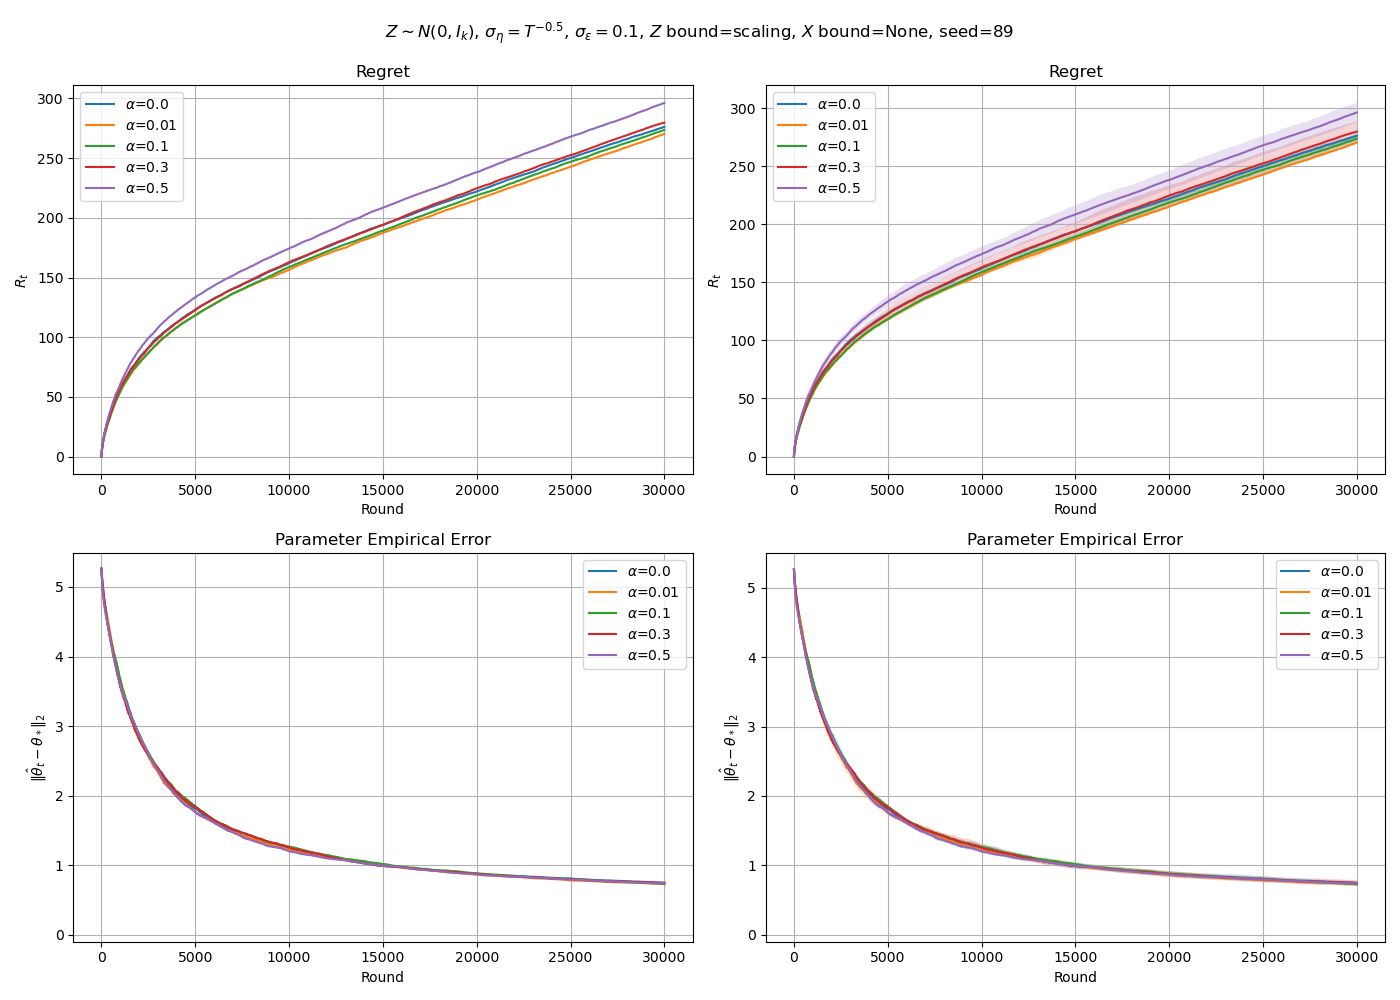 Z ∼ N(0, I_k), σ_η = T^{−0.5}, σ_ε = 0.1, Z bound=scaling, X bound=None, seed=89
Regret
α=0.0
α=0.01
α=0.1
α=0.3
α=0.5
300
250
200
150
100
50
0
R_t
0 5000 10000 15000 20000 25000 30000
Round
Regret
α=0.0
α=0.01
α=0.1
α=0.3
α=0.5
300
250
200
150
100
50
0
R_t
0 5000 10000 15000 20000 25000 30000
Round
Parameter Empirical Error
α=0.0
α=0.01
α=0.1
α=0.3
α=0.5
5
4
3
2
1
0
‖θ̂_t − θ_*‖_2
0 5000 10000 15000 20000 25000 30000
Round
Parameter Empirical Error
α=0.0
α=0.01
α=0.1
α=0.3
α=0.5
5
4
3
2
1
0
‖θ̂_t − θ_*‖_2
0 5000 10000 15000 20000 25000 30000
Round